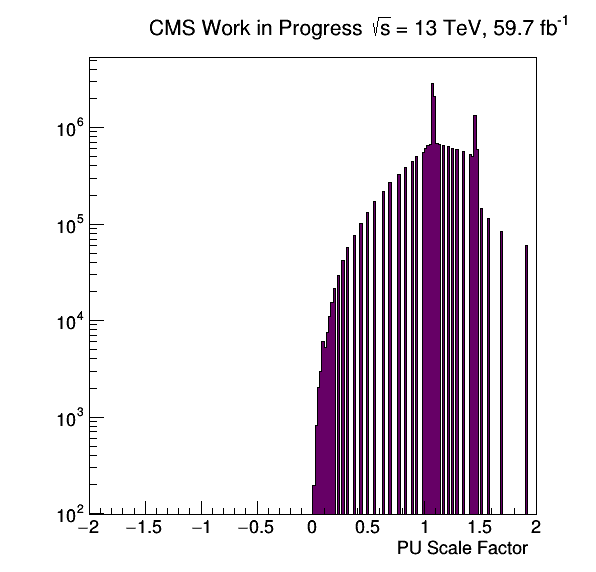 CMS Work in Progress √s = 13 TeV, 59.7 fb⁻¹
10⁶
10⁵
10⁴
10³
10²
−2 −1.5 −1 −0.5 0 0.5 1 1.5 2
PU Scale Factor